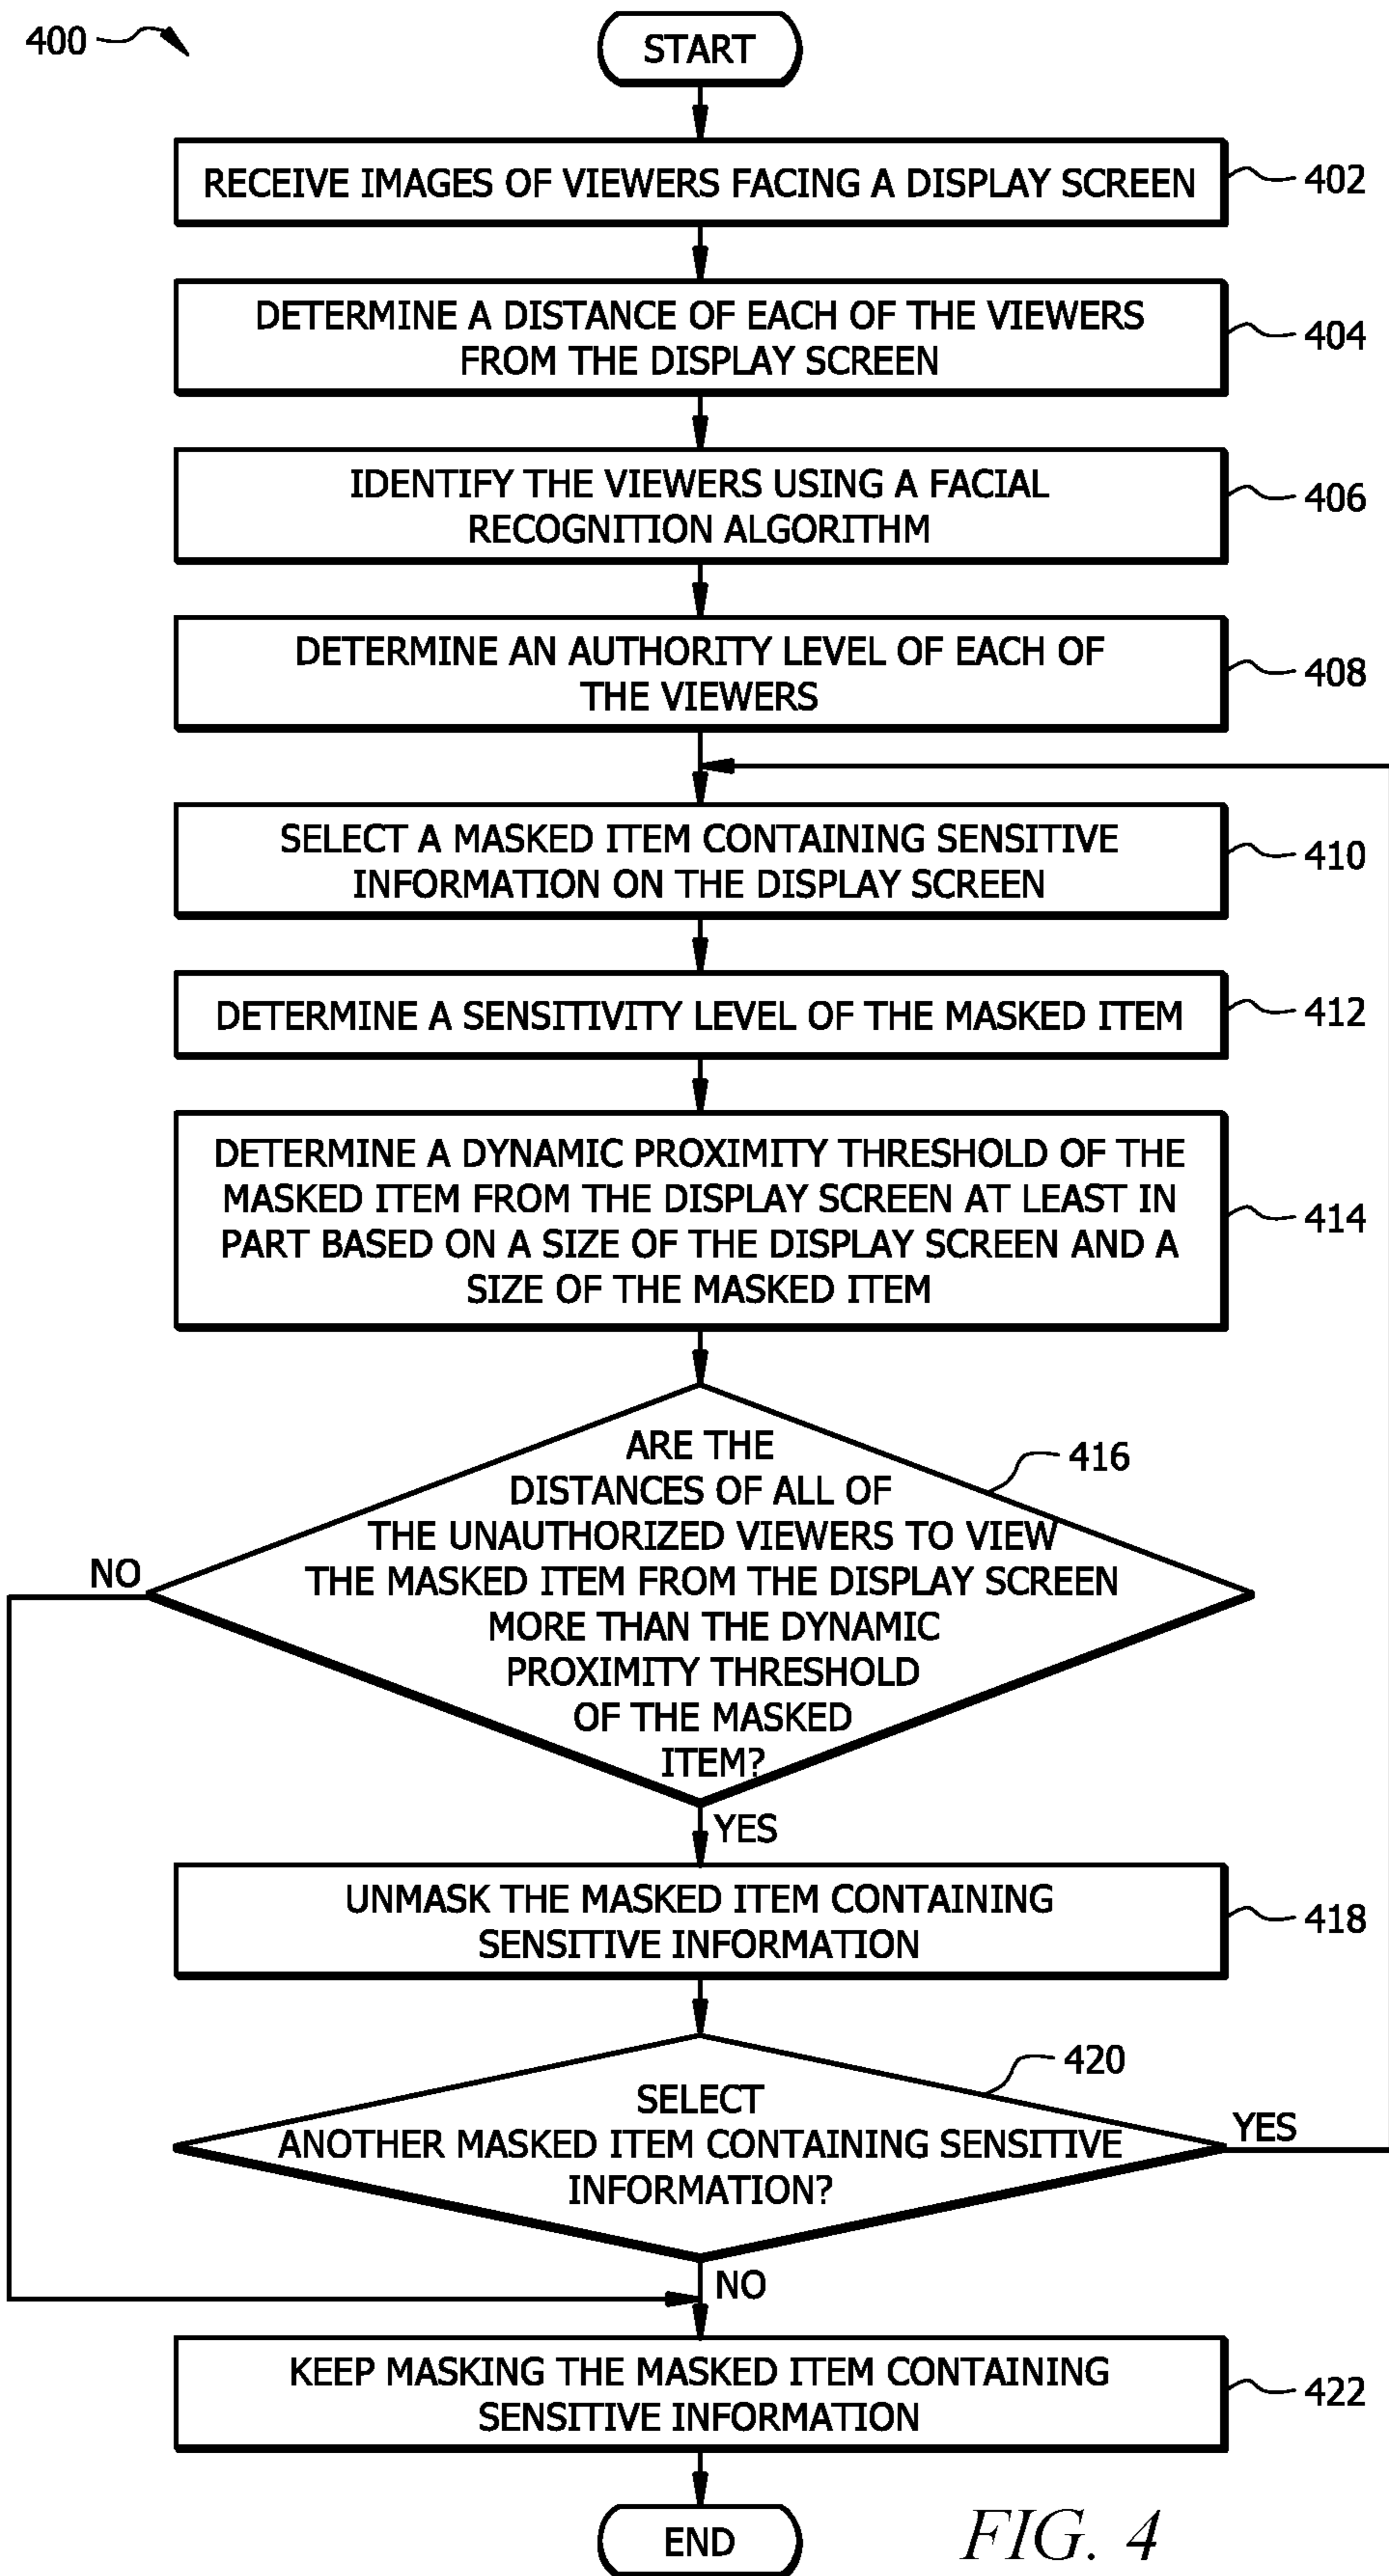 400
START
RECEIVE IMAGES OF VIEWERS FACING A DISPLAY SCREEN
402
DETERMINE A DISTANCE OF EACH OF THE VIEWERS
FROM THE DISPLAY SCREEN
404
IDENTIFY THE VIEWERS USING A FACIAL
RECOGNITION ALGORITHM
406
DETERMINE AN AUTHORITY LEVEL OF EACH OF
THE VIEWERS
408
SELECT A MASKED ITEM CONTAINING SENSITIVE
INFORMATION ON THE DISPLAY SCREEN
410
DETERMINE A SENSITIVITY LEVEL OF THE MASKED ITEM
412
DETERMINE A DYNAMIC PROXIMITY THRESHOLD OF THE
MASKED ITEM FROM THE DISPLAY SCREEN AT LEAST IN
PART BASED ON A SIZE OF THE DISPLAY SCREEN AND A
SIZE OF THE MASKED ITEM
414
ARE THE
DISTANCES OF ALL OF
THE UNAUTHORIZED VIEWERS TO VIEW
THE MASKED ITEM FROM THE DISPLAY SCREEN
MORE THAN THE DYNAMIC
PROXIMITY THRESHOLD
OF THE MASKED
ITEM?
416
NO
YES
UNMASK THE MASKED ITEM CONTAINING
SENSITIVE INFORMATION
418
SELECT
ANOTHER MASKED ITEM CONTAINING SENSITIVE
INFORMATION?
420
YES
NO
KEEP MASKING THE MASKED ITEM CONTAINING
SENSITIVE INFORMATION
422
END
FIG. 4